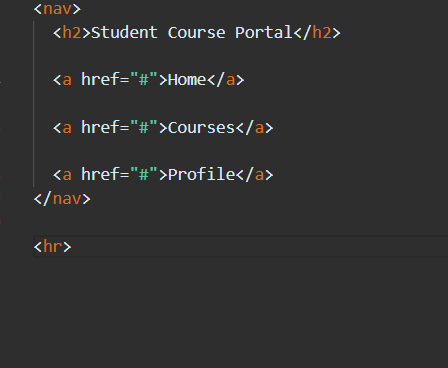 <nav>
<h2>Student Course Portal</h2>
<a href="#">Home</a>
<a href="#">Courses</a>
<a href="#">Profile</a>
</nav>
<hr>